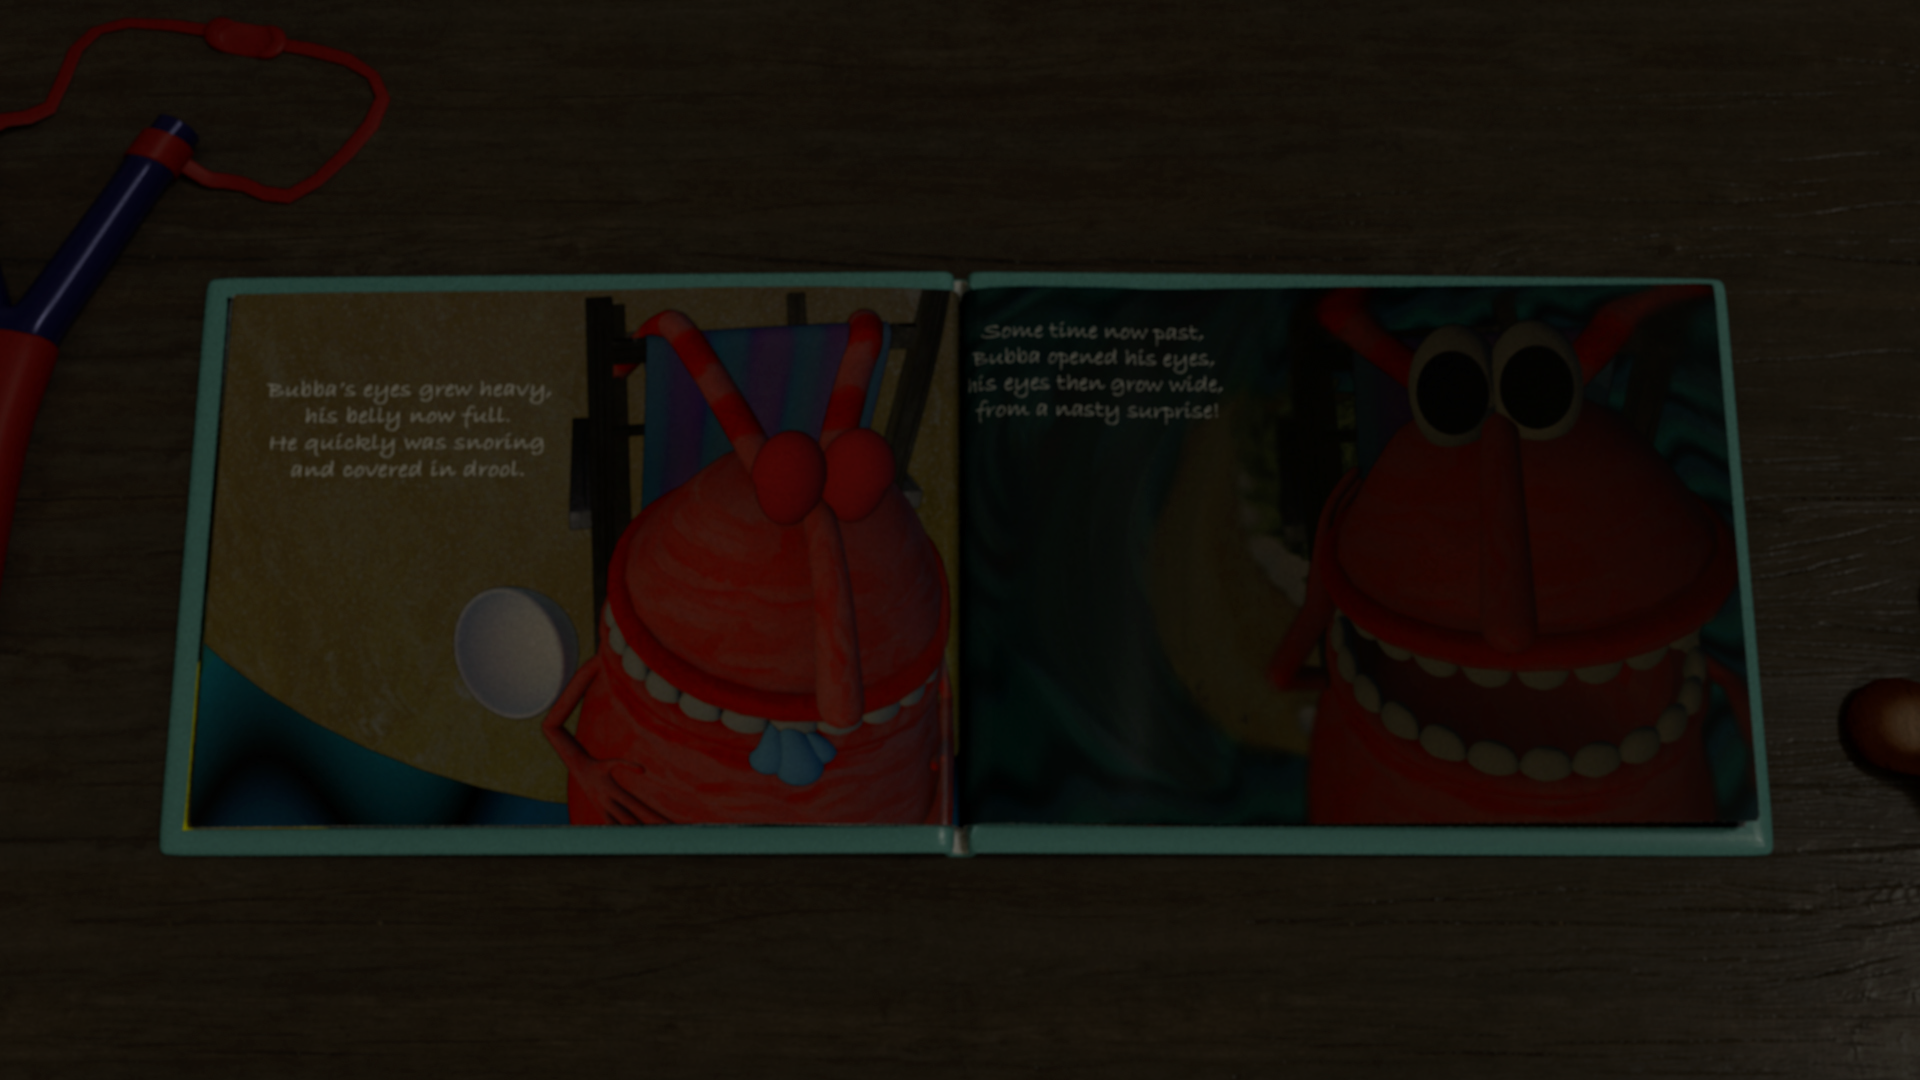 Bubba's eyes grew heavy,
his belly now full.
He quickly was snoring
and covered in drool.
Some time now past,
Bubba opened his eyes,
his eyes then grow wide,
from a nasty surprise!